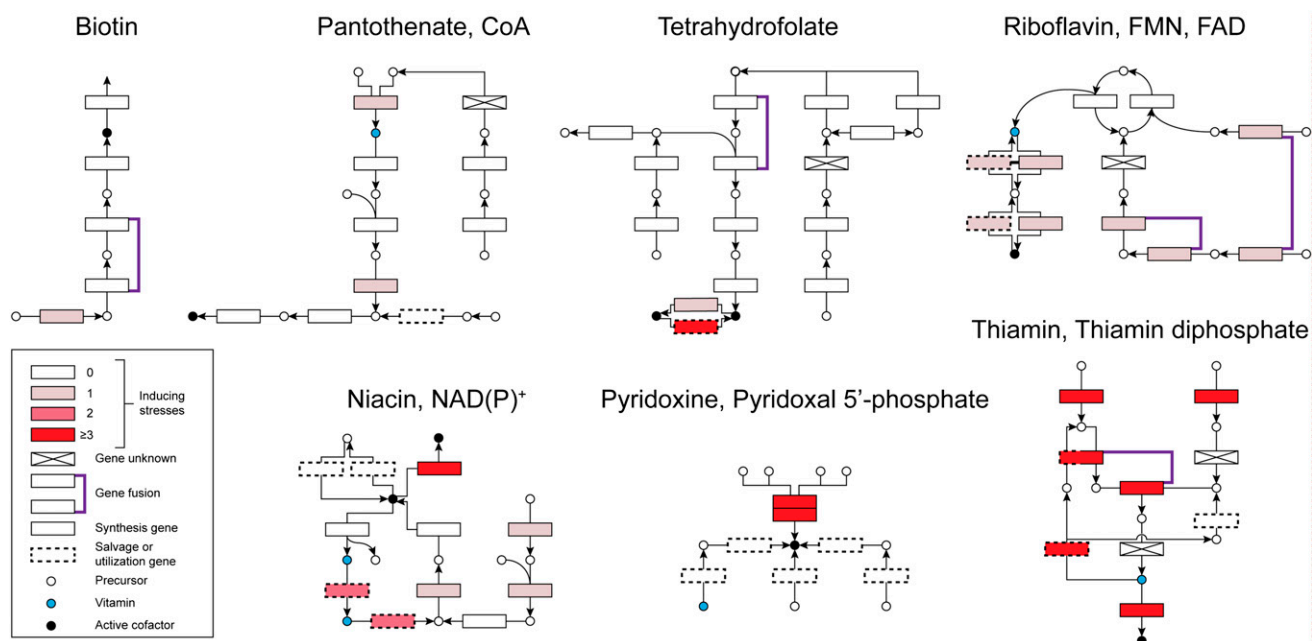 Biotin
Pantothenate, CoA
Tetrahydrofolate
Riboflavin, FMN, FAD
Thiamin, Thiamin diphosphate
Niacin, NAD(P)+
Pyridoxine, Pyridoxal 5'-phosphate
0
1
2
≥3
Inducing
stresses
Gene unknown
Gene fusion
Synthesis gene
Salvage or
utilization gene
Precursor
Vitamin
Active cofactor